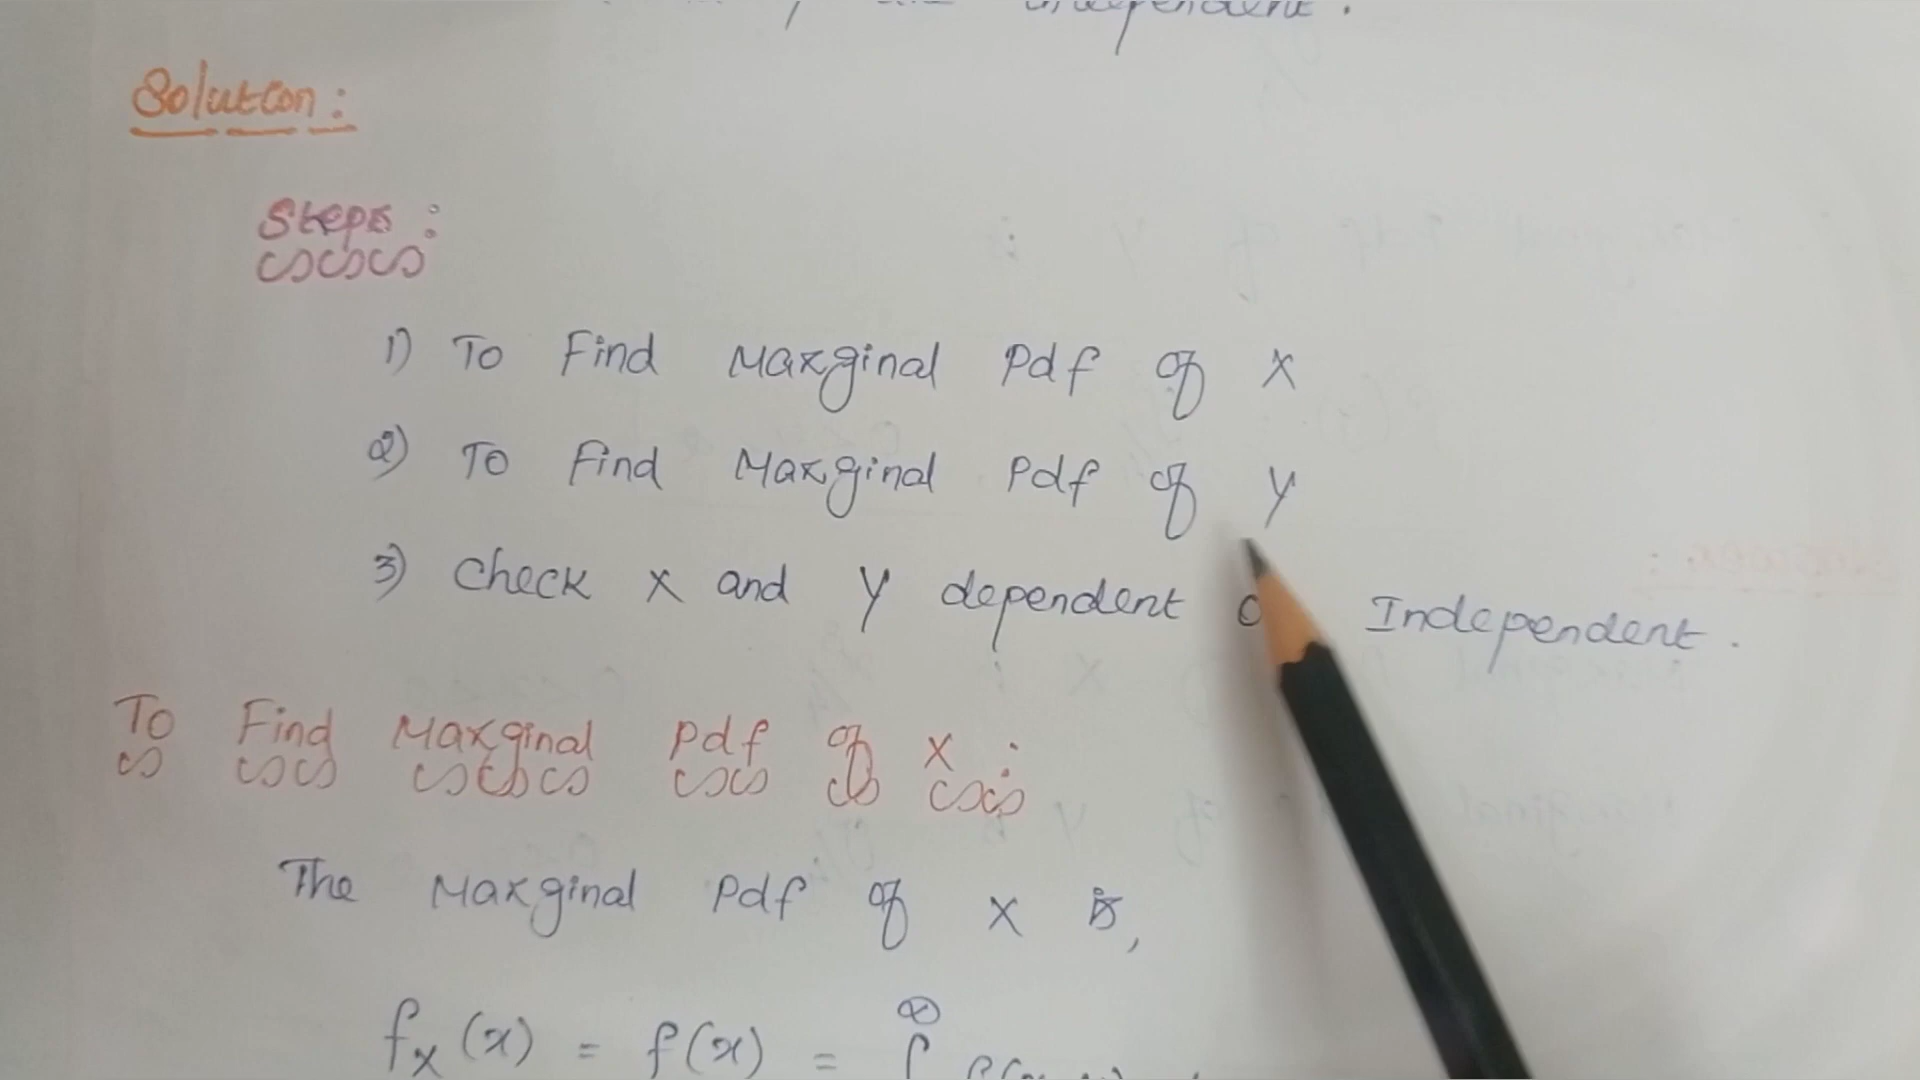 independent.
Solution:
Steps:
1) To Find Marginal Pdf of X
2) To Find Marginal Pdf of Y
3) Check X and Y dependent Independent.
To Find Marginal Pdf of X:
The Marginal Pdf of X is,
fx(x) = f(x) = ∞ ∫